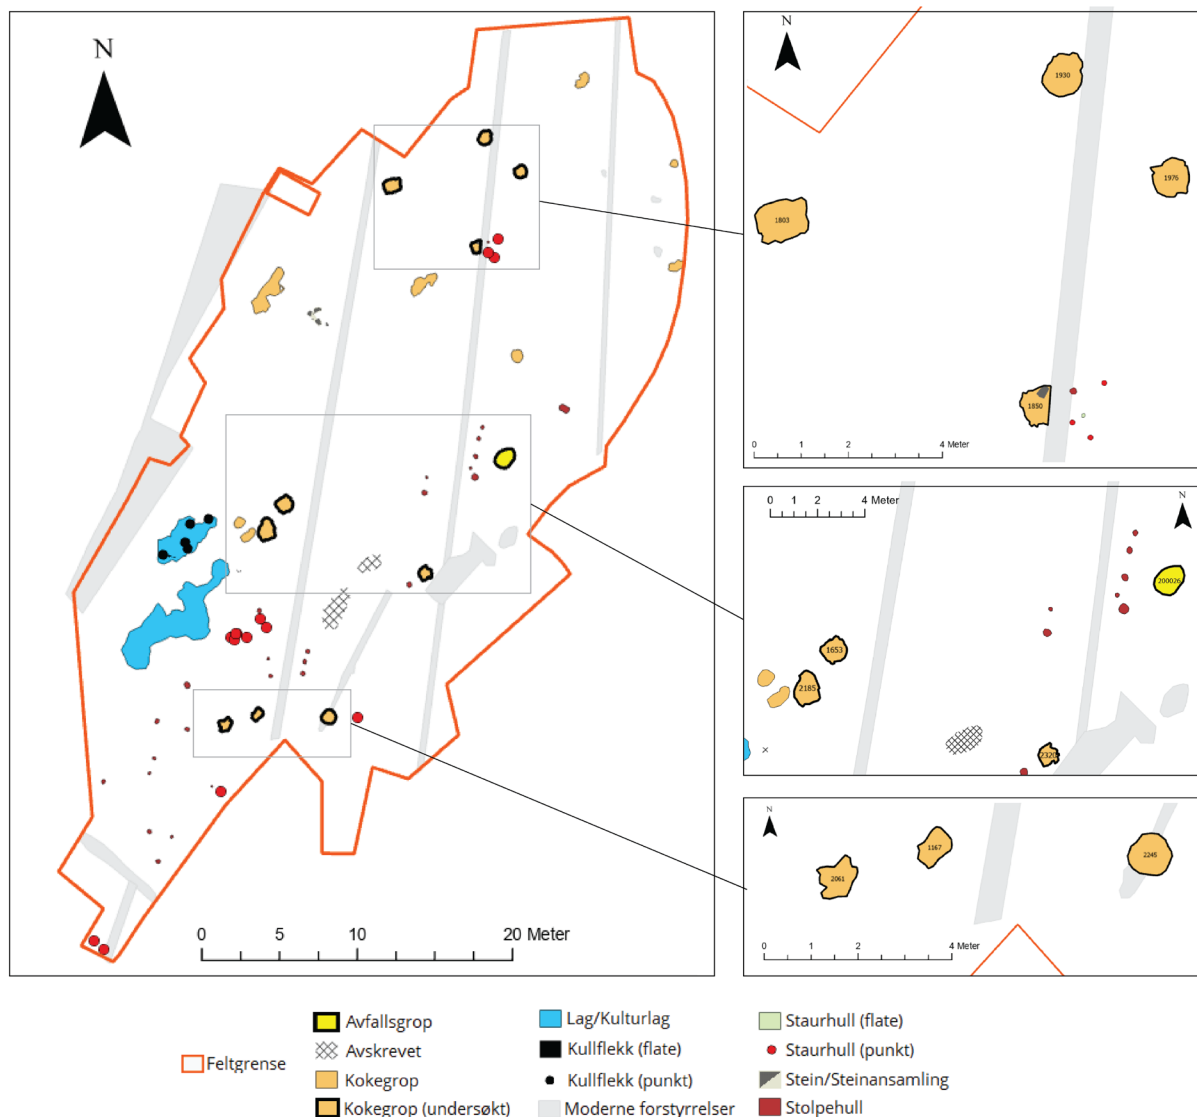 N
0 5 10 20 Meter
N
1930
1976
1803
1850
0 1 2 4 Meter
0 1 2 4 Meter
N
200026
1653
2185
2320
N
1167
2245
2061
0 1 2 4 Meter
Feltgrense
Avfallsgrop
Avskrevet
Kokegrop
Kokegrop (undersøkt)
Lag/Kulturlag
Kullflekk (flate)
Kullflekk (punkt)
Moderne forstyrrelser
Staurhull (flate)
Staurhull (punkt)
Stein/Steinansamling
Stolpehull